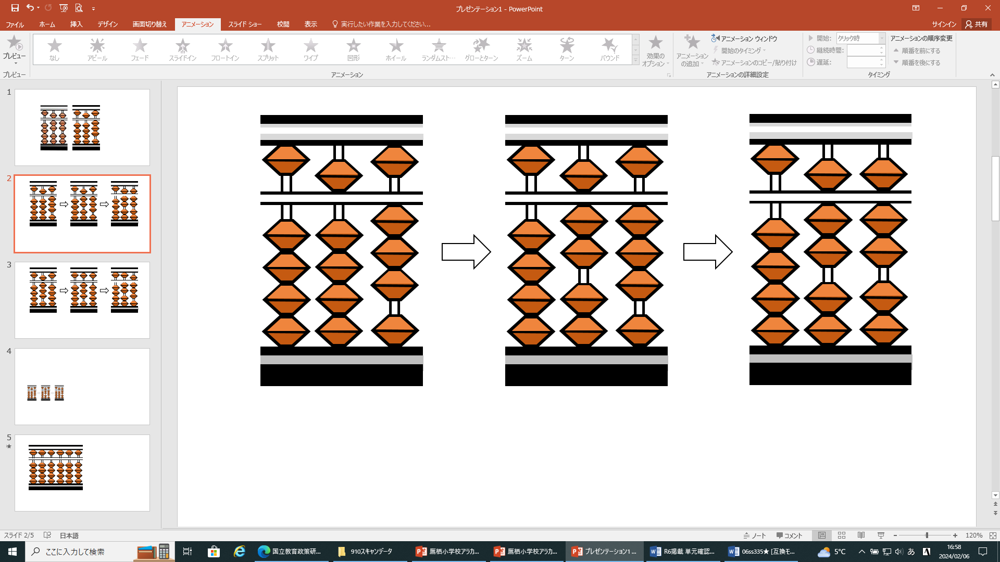 プレゼンテーション1 - PowerPoint
ファイル ホーム 挿入 デザイン 画面切り替え アニメーション スライド ショー 校閲 表示 実行したい作業を入力してください... サインイン 共有
プレビュー
なし アピール フェード スライドイン フロートイン スプリット ワイプ 図形 ホイール ランダムスト… グローとターン ズーム ターン バウンド
効果の
オプション
アニメーション
の追加
アニメーション ウィンドウ
開始のタイミング
アニメーションのコピー/貼り付け
開始: クリック時
継続時間:
遅延:
アニメーションの順序変更
順番を前にする
順番を後にする
プレビュー アニメーション アニメーションの詳細設定 タイミング
1
2
3
4
5
スライド 2/5 日本語 ノート コメント 120%
ここに入力して検索
国立教育政策研...
910スキャンデータ
鷹栖小学校アラカ...
鷹栖小学校アラカ...
プレゼンテーション1 ...
R6掲載 単元確認...
06ss335★ [互換モ...
5°C
あ
A
16:58
2024/02/06